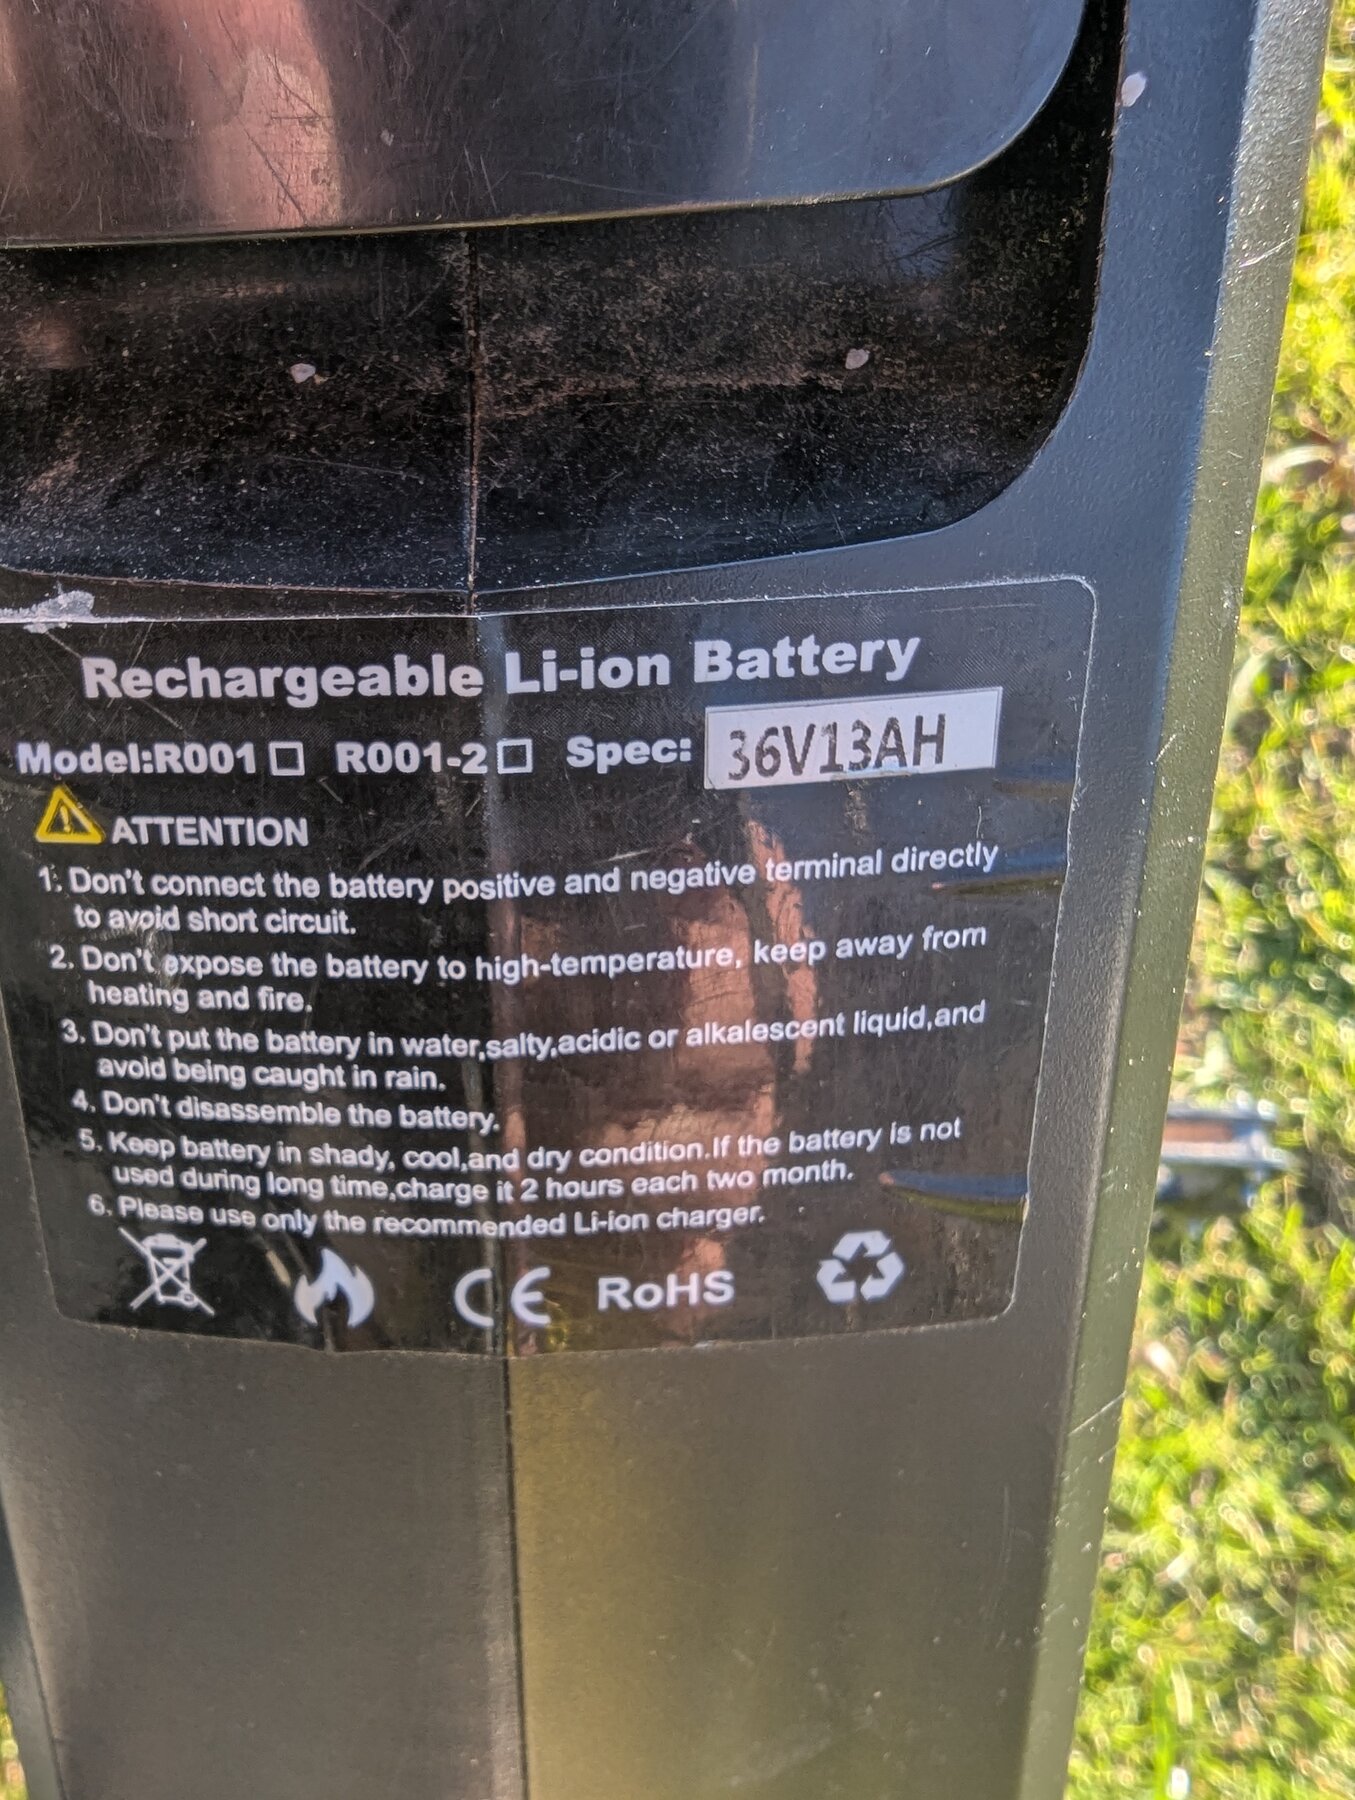 Rechargeable Li-ion Battery
Model:R001☐ R001-2☐ Spec: 36V13AH
ATTENTION
1. Don't connect the battery positive and negative terminal directly
to avoid short circuit.
2. Don't expose the battery to high-temperature, keep away from
heating and fire.
3. Don't put the battery in water,salty,acidic or alkalescent liquid,and
avoid being caught in rain.
4. Don't disassemble the battery.
5. Keep battery in shady, cool,and dry condition.If the battery is not
used during long time,charge it 2 hours each two month.
6. Please use only the recommended Li-ion charger.
CE RoHS